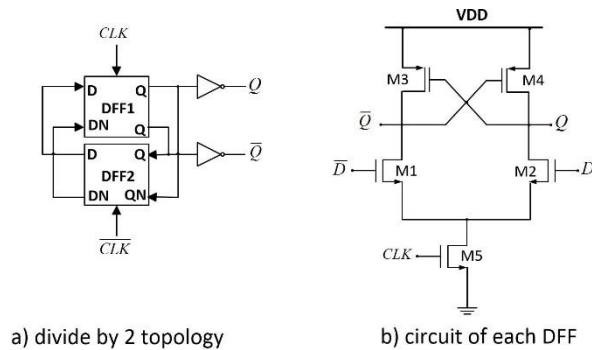 CLK
D Q
DFF1
DN Q
Q
D Q
DFF2
DN QN
Q̅
C̅L̅K̅
a) divide by 2 topology
VDD
M3
M4
Q̅
Q
D̅
M1
M2
D
CLK
M5
b) circuit of each DFF